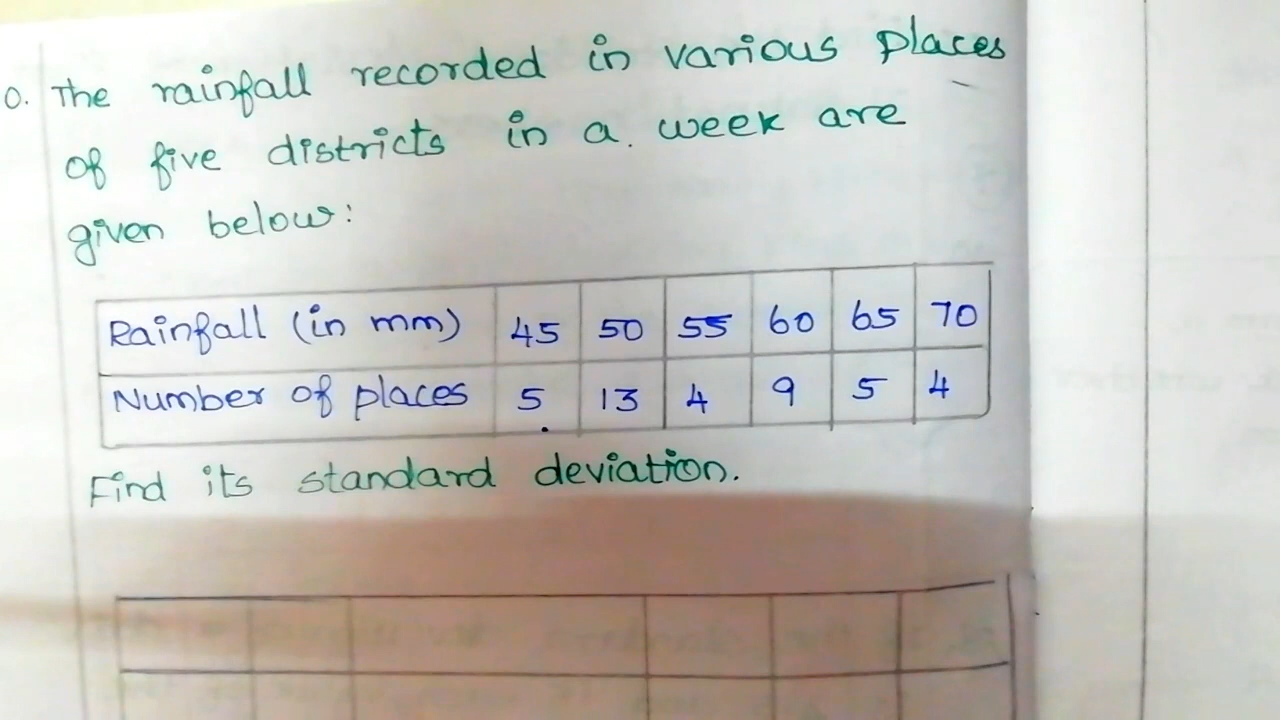 0. The rainfall recorded in various places
of five districts in a week are
given below:
Rainfall (in mm) 45 50 55 60 65 70
Number of places 5 13 4 9 5 4
Find its standard deviation.